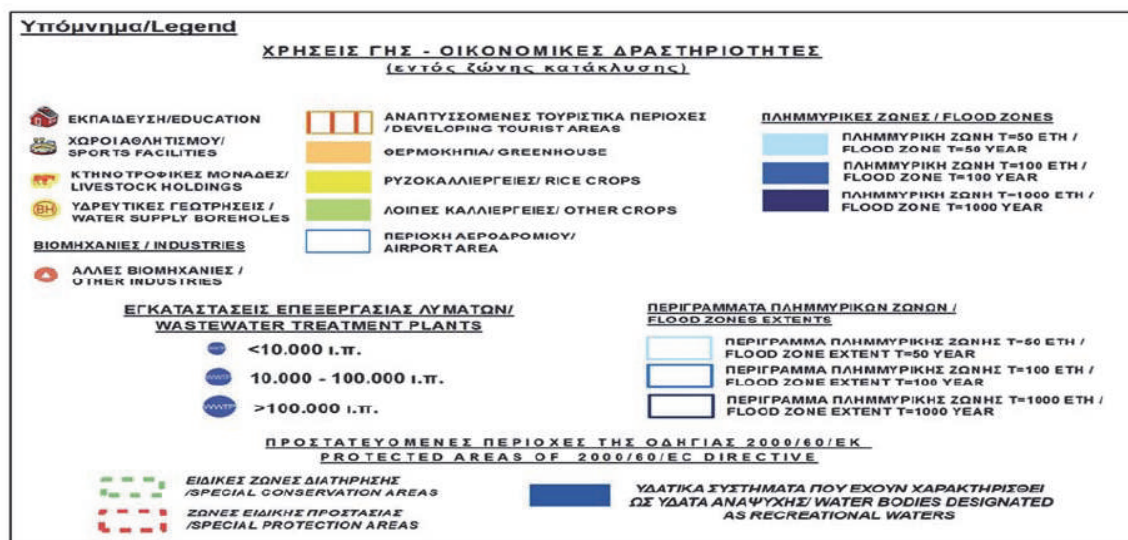 Υπόμνημα/Legend
ΧΡΗΣΕΙΣ ΓΗΣ - ΟΙΚΟΝΟΜΙΚΕΣ ΔΡΑΣΤΗΡΙΟΤΗΤΕΣ
(εντός ζώνης κατάκλυσης)
ΕΚΠΑΙΔΕΥΣΗ/EDUCATION
ΧΩΡΟΙ ΑΘΛΗΤΙΣΜΟΥ/
SPORTS FACILITIES
ΚΤΗΝΟΤΡΟΦΙΚΕΣ ΜΟΝΑΔΕΣ/
LIVESTOCK HOLDINGS
BH
ΥΔΡΕΥΤΙΚΕΣ ΓΕΩΤΡΗΣΕΙΣ /
WATER SUPPLY BOREHOLES
ΒΙΟΜΗΧΑΝΙΕΣ / INDUSTRIES
ΑΛΛΕΣ ΒΙΟΜΗΧΑΝΙΕΣ /
OTHER INDUSTRIES
ΑΝΑΠΤΥΣΣΟΜΕΝΕΣ ΤΟΥΡΙΣΤΙΚΑ ΠΕΡΙΟΧΕΣ
/ DEVELOPING TOURIST AREAS
ΘΕΡΜΟΚΗΠΙΑ/ GREENHOUSE
ΡΥΖΟΚΑΛΛΙΕΡΓΕΙΕΣ/ RICE CROPS
ΛΟΙΠΕΣ ΚΑΛΛΙΕΡΓΕΙΕΣ/ OTHER CROPS
ΠΕΡΙΟΧΗ ΑΕΡΟΔΡΟΜΙΟΥ/
AIRPORT AREA
ΠΛΗΜΜΥΡΙΚΕΣ ΖΩΝΕΣ / FLOOD ZONES
ΠΛΗΜΜΥΡΙΚΗ ΖΩΝΗ T=50 ΕΤΗ /
FLOOD ZONE T=50 YEAR
ΠΛΗΜΜΥΡΙΚΗ ΖΩΝΗ T=100 ΕΤΗ /
FLOOD ZONE T=100 YEAR
ΠΛΗΜΜΥΡΙΚΗ ΖΩΝΗ T=1000 ΕΤΗ /
FLOOD ZONE T=1000 YEAR
ΕΓΚΑΤΑΣΤΑΣΕΙΣ ΕΠΕΞΕΡΓΑΣΙΑΣ ΛΥΜΑΤΩΝ/
WASTEWATER TREATMENT PLANTS
<10.000 ι.π.
10.000 - 100.000 ι.π.
WWTP
>100.000 ι.π.
ΠΕΡΙΓΡΑΜΜΑΤΑ ΠΛΗΜΜΥΡΙΚΩΝ ΖΩΝΩΝ /
FLOOD ZONES EXTENTS
ΠΕΡΙΓΡΑΜΜΑ ΠΛΗΜΜΥΡΙΚΗΣ ΖΩΝΗΣ T=50 ΕΤΗ /
FLOOD ZONE EXTENT T=50 YEAR
ΠΕΡΙΓΡΑΜΜΑ ΠΛΗΜΜΥΡΙΚΗΣ ΖΩΝΗΣ T=100 ΕΤΗ /
FLOOD ZONE EXTENT T=100 YEAR
ΠΕΡΙΓΡΑΜΜΑ ΠΛΗΜΜΥΡΙΚΗΣ ΖΩΝΗΣ T=1000 ΕΤΗ /
FLOOD ZONE EXTENT T=1000 YEAR
ΠΡΟΣΤΑΤΕΥΟΜΕΝΕΣ ΠΕΡΙΟΧΕΣ ΤΗΣ ΟΔΗΓΙΑΣ 2000/60/ΕΚ
PROTECTED AREAS OF 2000/60/EC DIRECTIVE
ΕΙΔΙΚΕΣ ΖΩΝΕΣ ΔΙΑΤΗΡΗΣΗΣ
/SPECIAL CONSERVATION AREAS
ΖΩΝΕΣ ΕΙΔΙΚΗΣ ΠΡΟΣΤΑΣΙΑΣ
/SPECIAL PROTECTION AREAS
ΥΔΑΤΙΚΑ ΣΥΣΤΗΜΑΤΑ ΠΟΥ ΕΧΟΥΝ ΧΑΡΑΚΤΗΡΙΣΘΕΙ
ΩΣ ΥΔΑΤΑ ΑΝΑΨΥΧΗΣ/ WATER BODIES DESIGNATED
AS RECREATIONAL WATERS